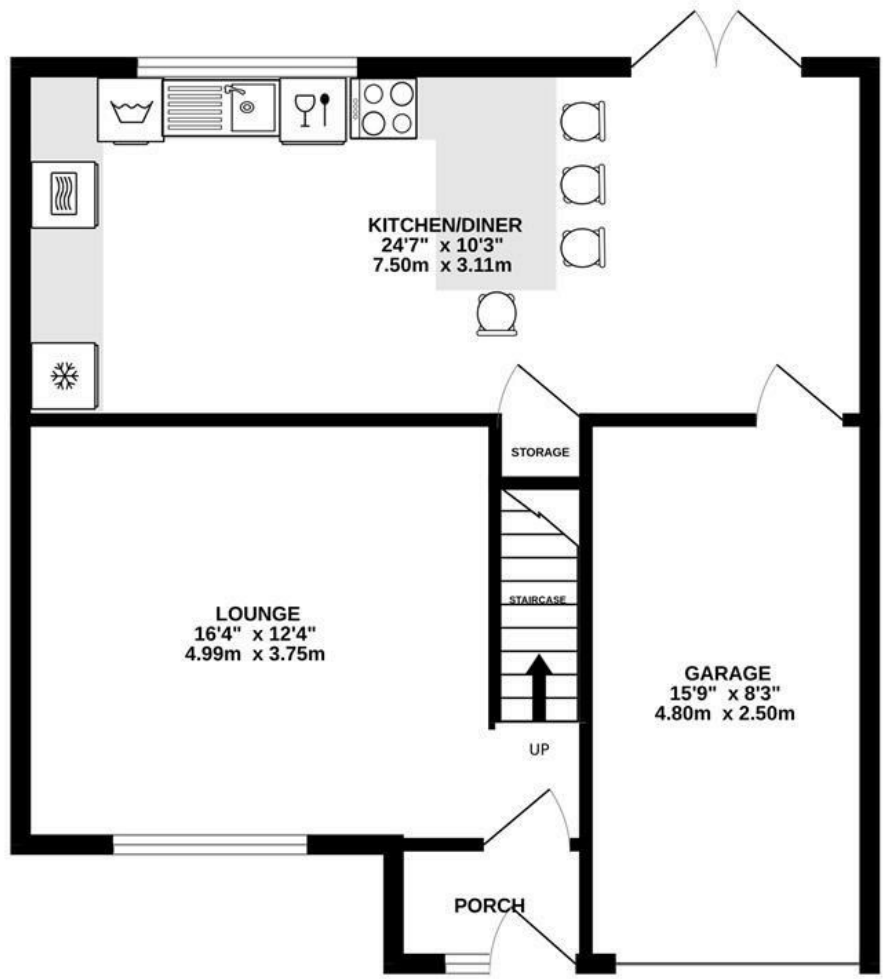 KITCHEN/DINER
24'7" x 10'3"
7.50m x 3.11m
STORAGE
STAIRCASE
LOUNGE
16'4" x 12'4"
4.99m x 3.75m
GARAGE
15'9" x 8'3"
4.80m x 2.50m
UP
PORCH